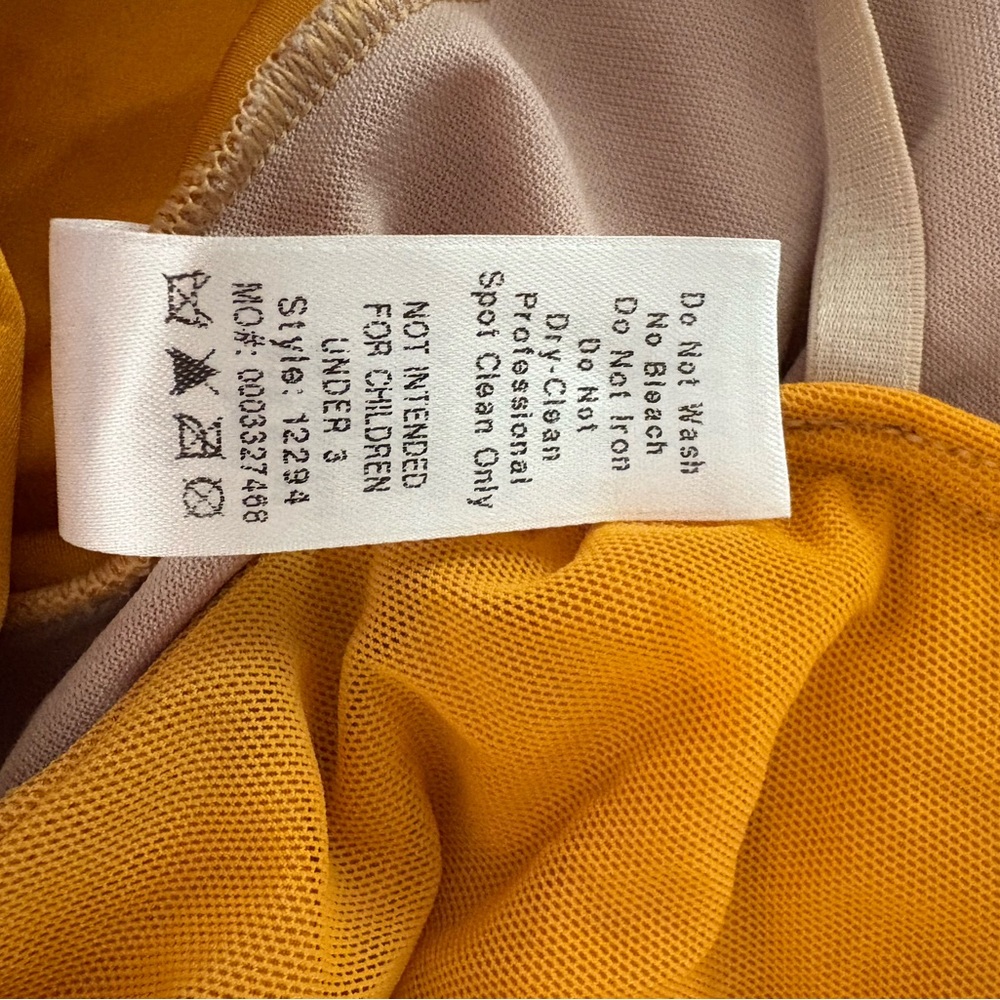 Do Not Wash
No Bleach
Do Not Iron
Do Not
Dry-Clean
Professional
Spot Clean Only
NOT INTENDED
FOR CHILDREN
UNDER 3
Style: 12294
MO#: 0003327468